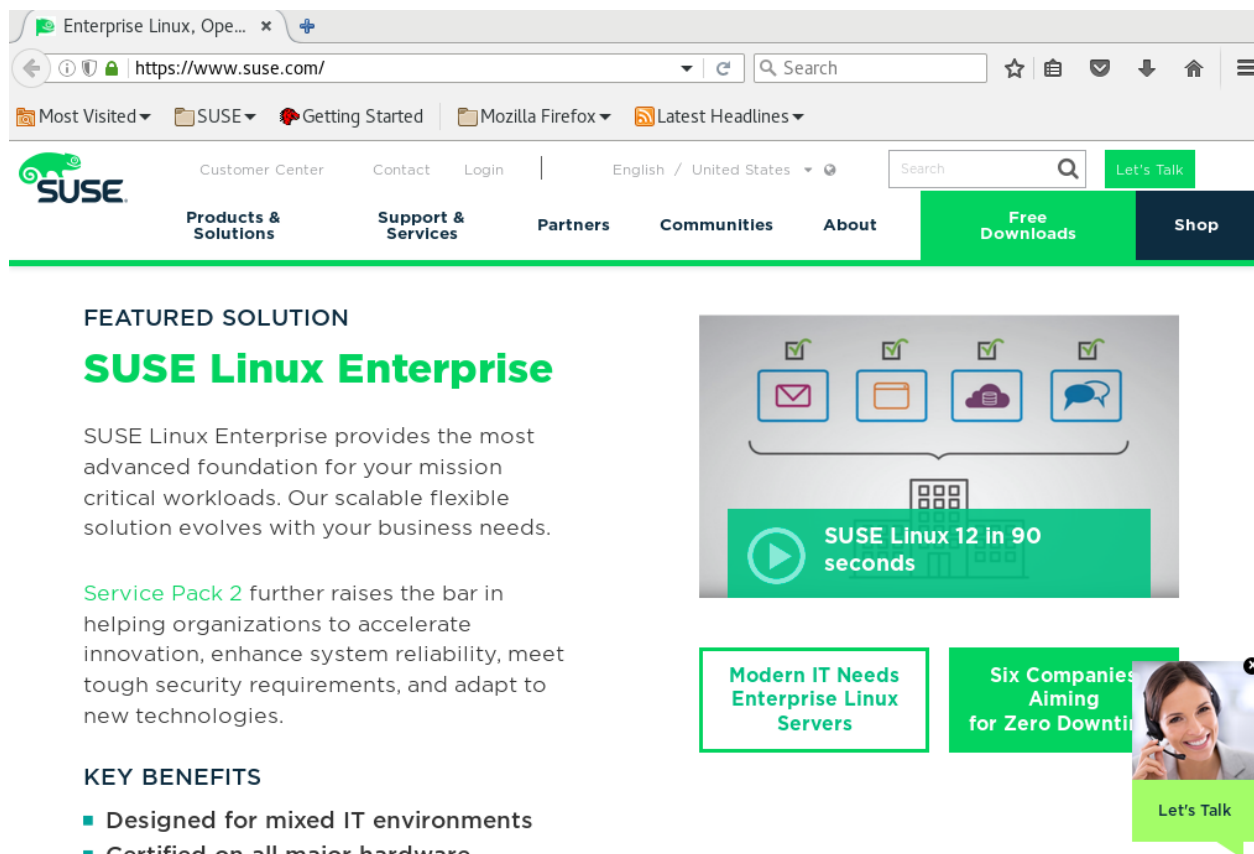 Enterprise Linux, Ope...
https://www.suse.com/
Search
Most Visited
SUSE
Getting Started
Mozilla Firefox
Latest Headlines
SUSE.
Customer Center
Contact
Login
English / United States
Search
Let's Talk
Products &
Solutions
Support &
Services
Partners
Communities
About
Free
Downloads
Shop
FEATURED SOLUTION
SUSE Linux Enterprise
SUSE Linux Enterprise provides the most
advanced foundation for your mission
critical workloads. Our scalable flexible
solution evolves with your business needs.
Service Pack 2 further raises the bar in
helping organizations to accelerate
innovation, enhance system reliability, meet
tough security requirements, and adapt to
new technologies.
KEY BENEFITS
Designed for mixed IT environments
Certified on all major hardware
SUSE Linux 12 in 90
seconds
Modern IT Needs
Enterprise Linux
Servers
Six Companies
Aiming
for Zero
Let's Talk